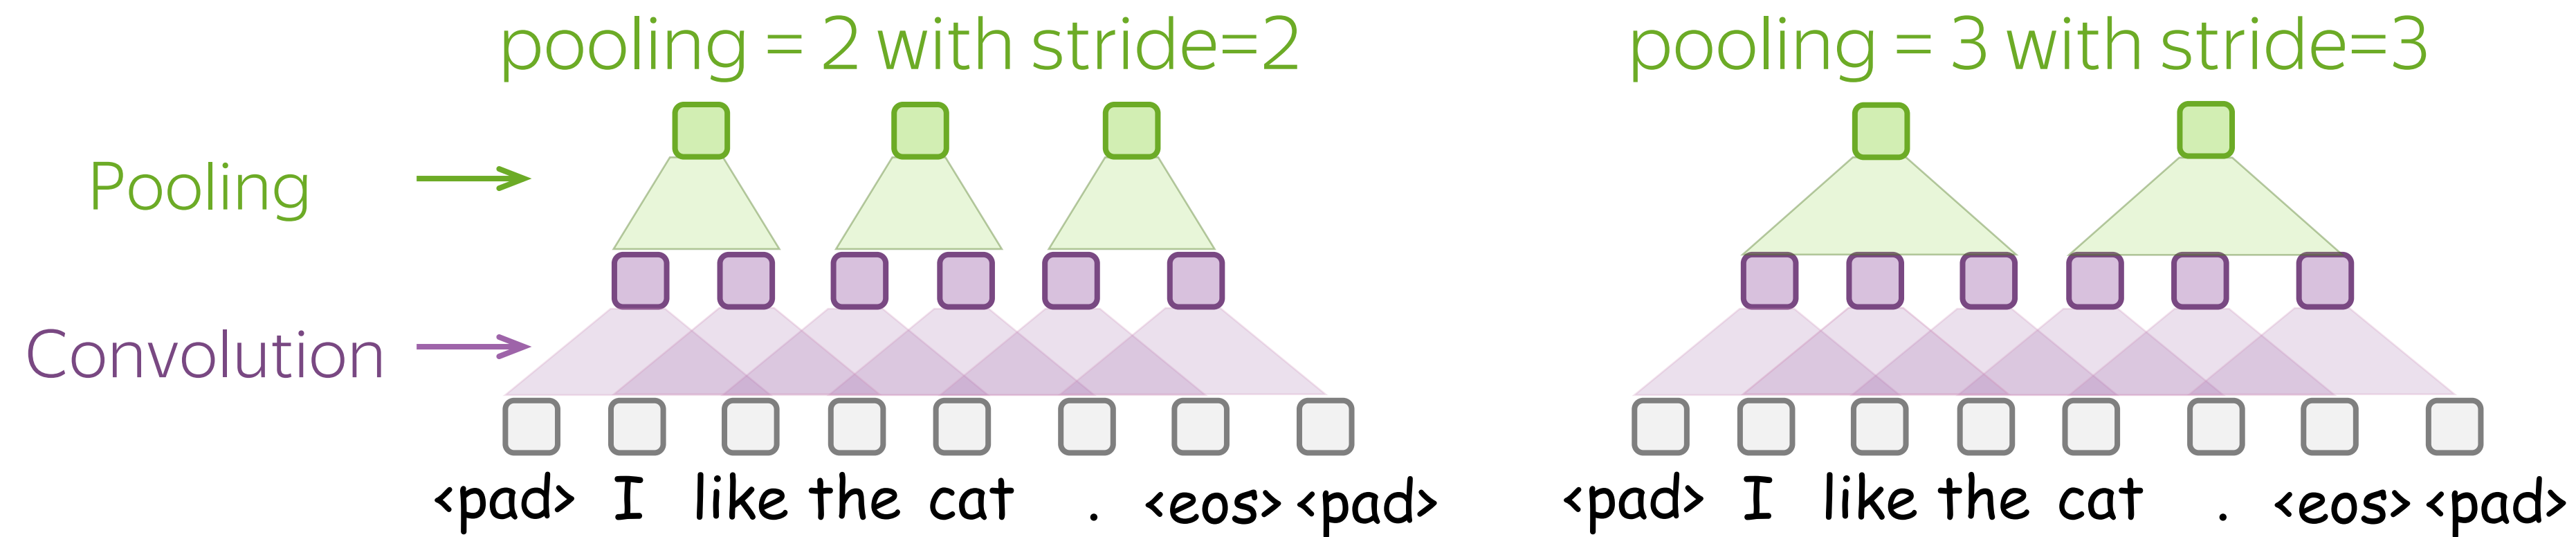 pooling = 2 with stride=2
pooling = 3 with stride=3
Pooling
Convolution
<pad> I like the cat . <eos> <pad>
<pad> I like the cat . <eos> <pad>